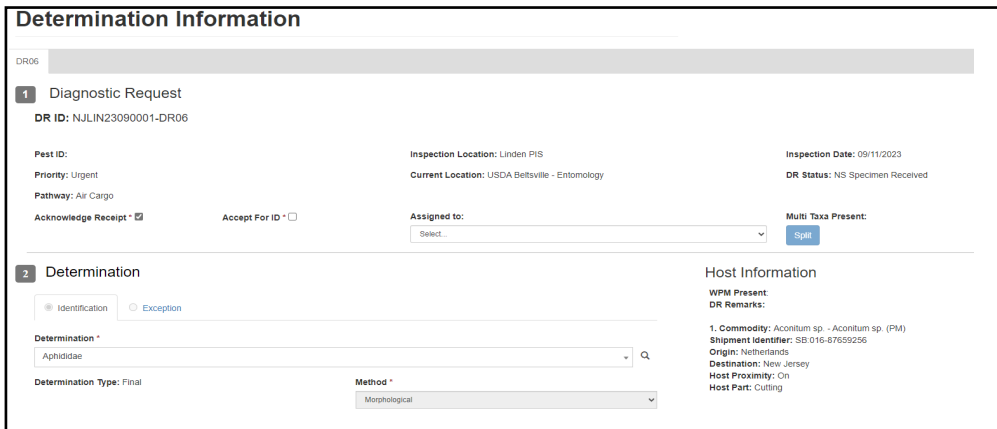 Determination Information
DR06
1 Diagnostic Request
DR ID: NJLIN23090001-DR06
Pest ID: Inspection Location: Linden PIS Inspection Date: 09/11/2023
Priority: Urgent Current Location: USDA Beltsville - Entomology DR Status: NS Specimen Received
Pathway: Air Cargo
Acknowledge Receipt * Accept For ID * Assigned to: Multi Taxa Present:
Select... Split
2 Determination
Identification Exception
Determination *
Aphididae
Determination Type: Final Method *
Morphological
Host Information
WPM Present:
DR Remarks:
1. Commodity: Aconitum sp. - Aconitum sp. (PM)
Shipment Identifier: SB:016-87659256
Origin: Netherlands
Destination: New Jersey
Host Proximity: On
Host Part: Cutting